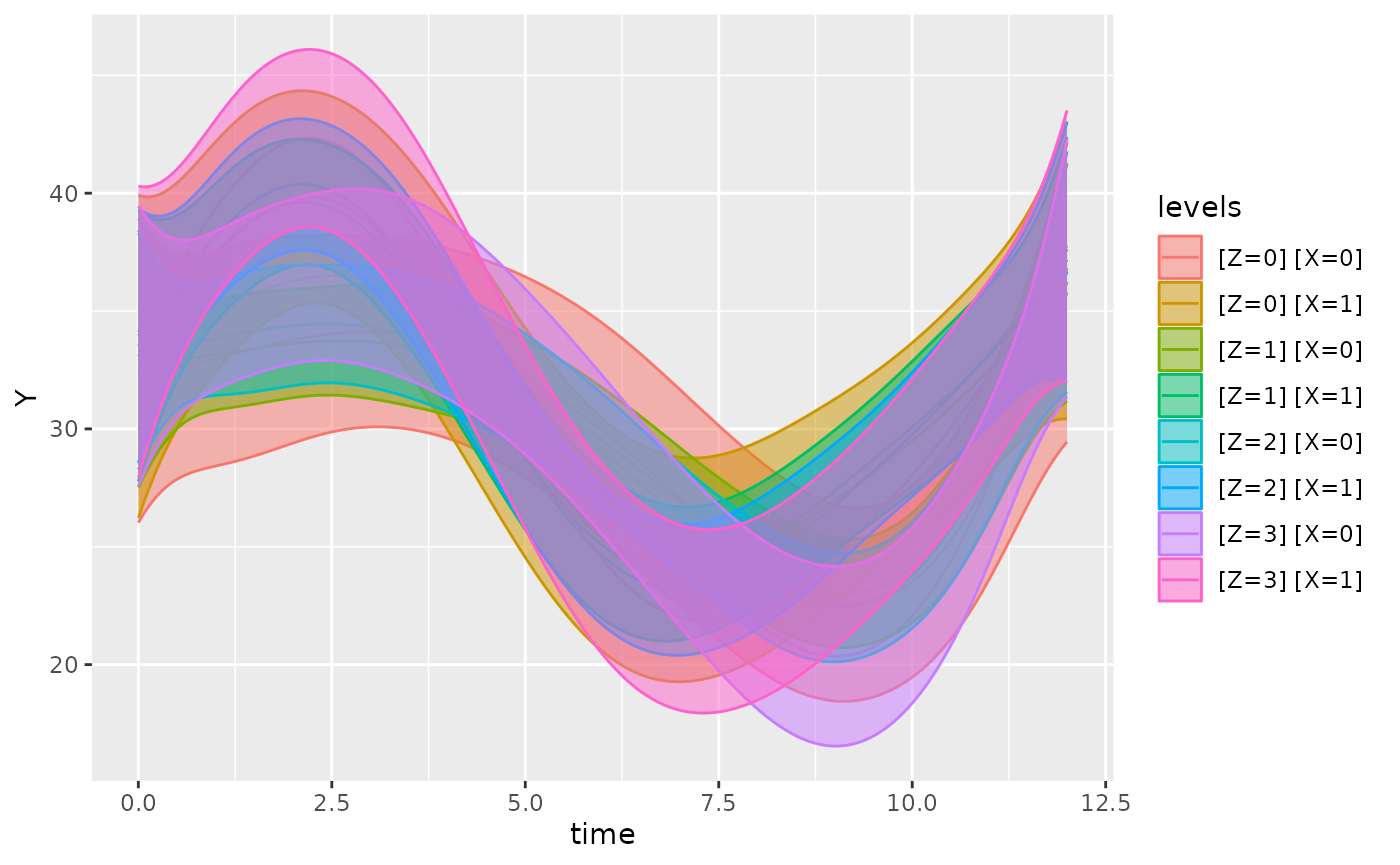 40
30
20
Y
0.0 2.5 5.0 7.5 10.0 12.5
time
levels
[Z=0] [X=0]
[Z=0] [X=1]
[Z=1] [X=0]
[Z=1] [X=1]
[Z=2] [X=0]
[Z=2] [X=1]
[Z=3] [X=0]
[Z=3] [X=1]